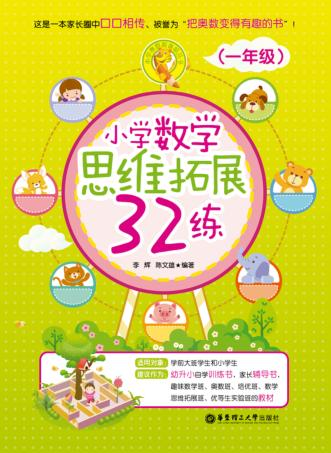 这是一本家长圈中口口相传、被誉为“把奥数变得有趣的书”！
（一年级）
小学数学
思维拓展
32练
李辉 陈文蕴◆编著
适用对象：学前大班学生和小学生
建议作为：幼升小自学训练书，家长辅导书，
趣味数学班、奥数班、培优班、数学
思维拓展班、优等生实验班的教材
华东理工大学出版社